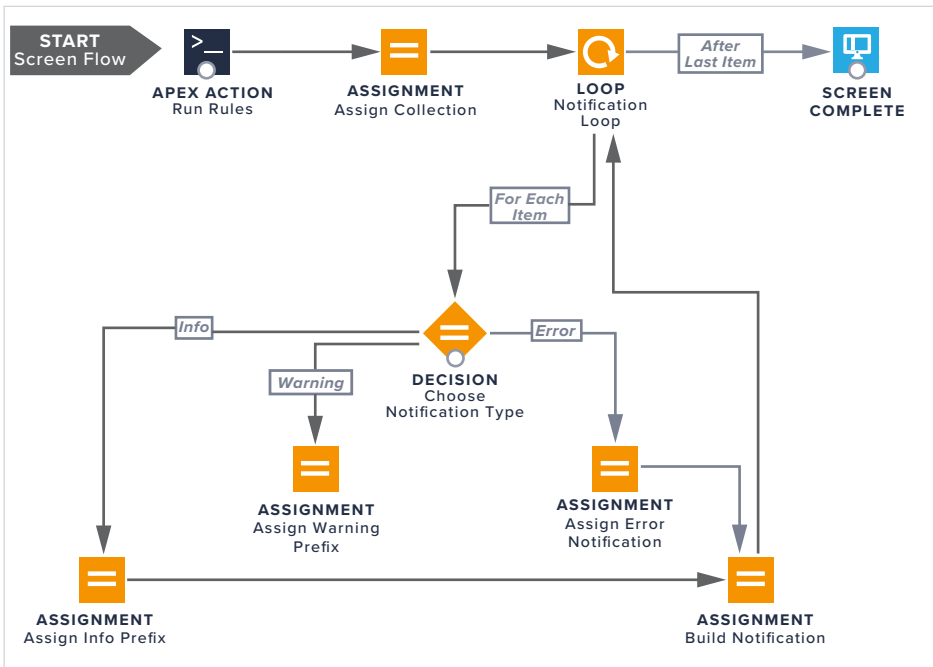 START
Screen Flow
>_
APEX ACTION
Run Rules
ASSIGNMENT
Assign Collection
LOOP
Notification
Loop
After
Last Item
SCREEN
COMPLETE
For Each
Item
Info
Warning
Error
DECISION
Choose
Notification Type
ASSIGNMENT
Assign Warning
Prefix
ASSIGNMENT
Assign Error
Notification
ASSIGNMENT
Assign Info Prefix
ASSIGNMENT
Build Notification